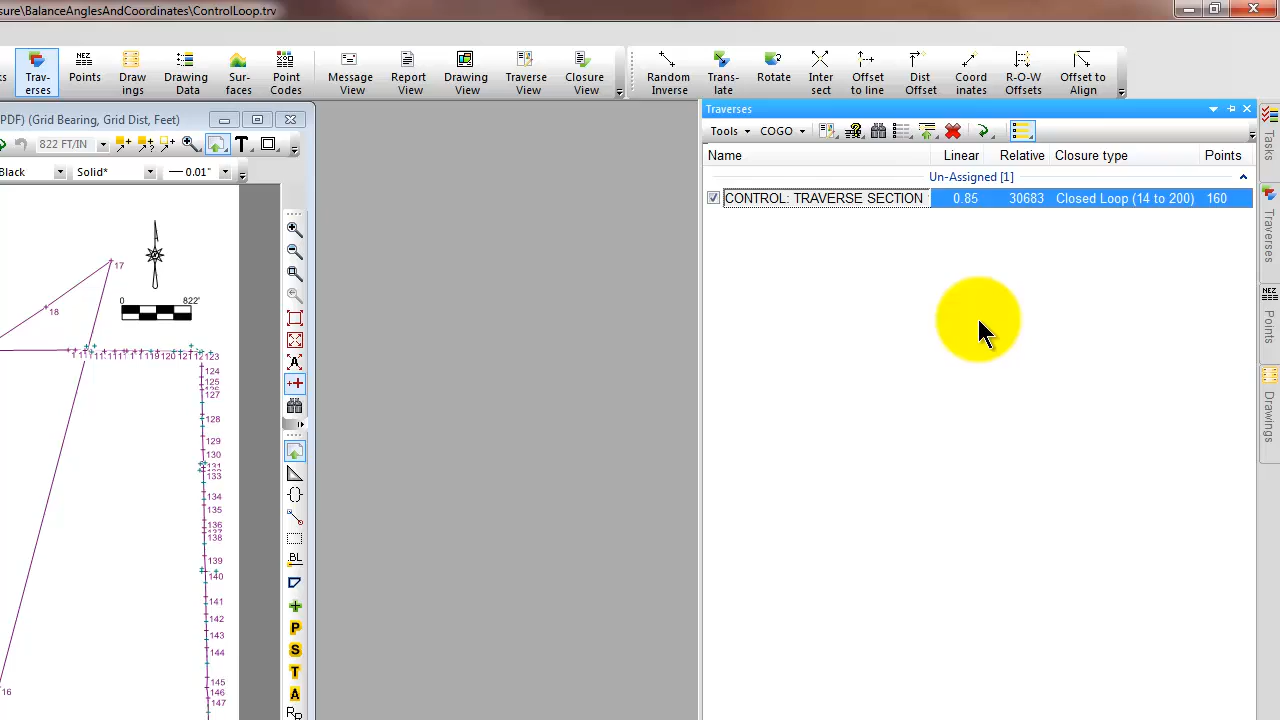 sure\BalanceAnglesAndCoordinates\ControlLoop.trv
Trav-
erses
Points
Draw
ings
Drawing
Data
Sur-
faces
Point
Codes
Message
View
Report
View
Drawing
View
Traverse
View
Closure
View
Random
Inverse
Trans-
late
Rotate
Inter
sect
Offset
to line
Dist
Offset
Coord
inates
R-O-W
Offsets
Offset to
Align
PDF) (Grid Bearing, Grid Dist, Feet)
822 FT/IN
Black
Solid*
0.01"
Traverses
Tools
COGO
Name Linear Relative Closure type Points
Un-Assigned [1]
CONTROL: TRAVERSE SECTION 0.85 30683 Closed Loop (14 to 200) 160
17
18
0 822'
119 120 123
124
125
127
128
129
130
131
133
134
135
136
138
139
140
141
142
143
144
145
146
147
16
BL
P
S
T
A
Tasks
Traverses
Points
Drawings